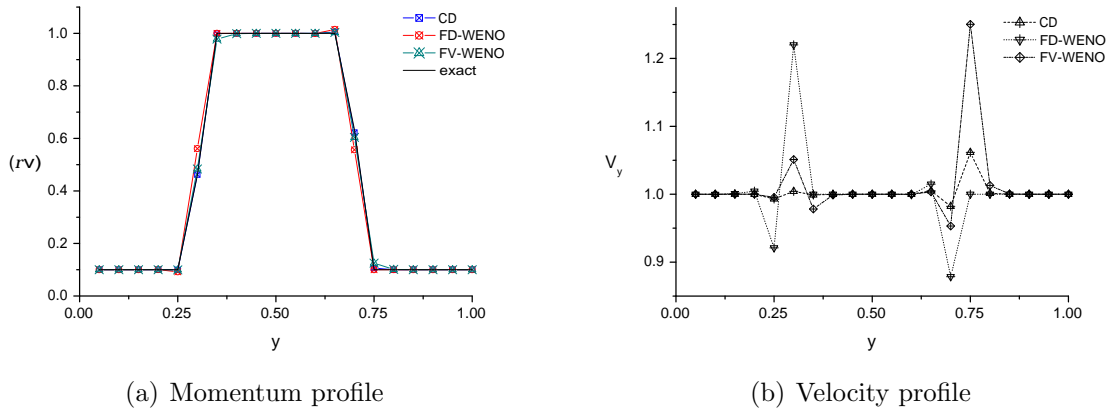 1.0
0.8
0.6
(rv)
0.4
0.2
0.0
0.00
0.25
0.50
0.75
1.00
y
CD
FD-WENO
FV-WENO
exact
(a) Momentum profile
1.2
1.1
V_y
1.0
0.9
0.00
0.25
0.50
0.75
1.00
y
CD
FD-WENO
FV-WENO
(b) Velocity profile